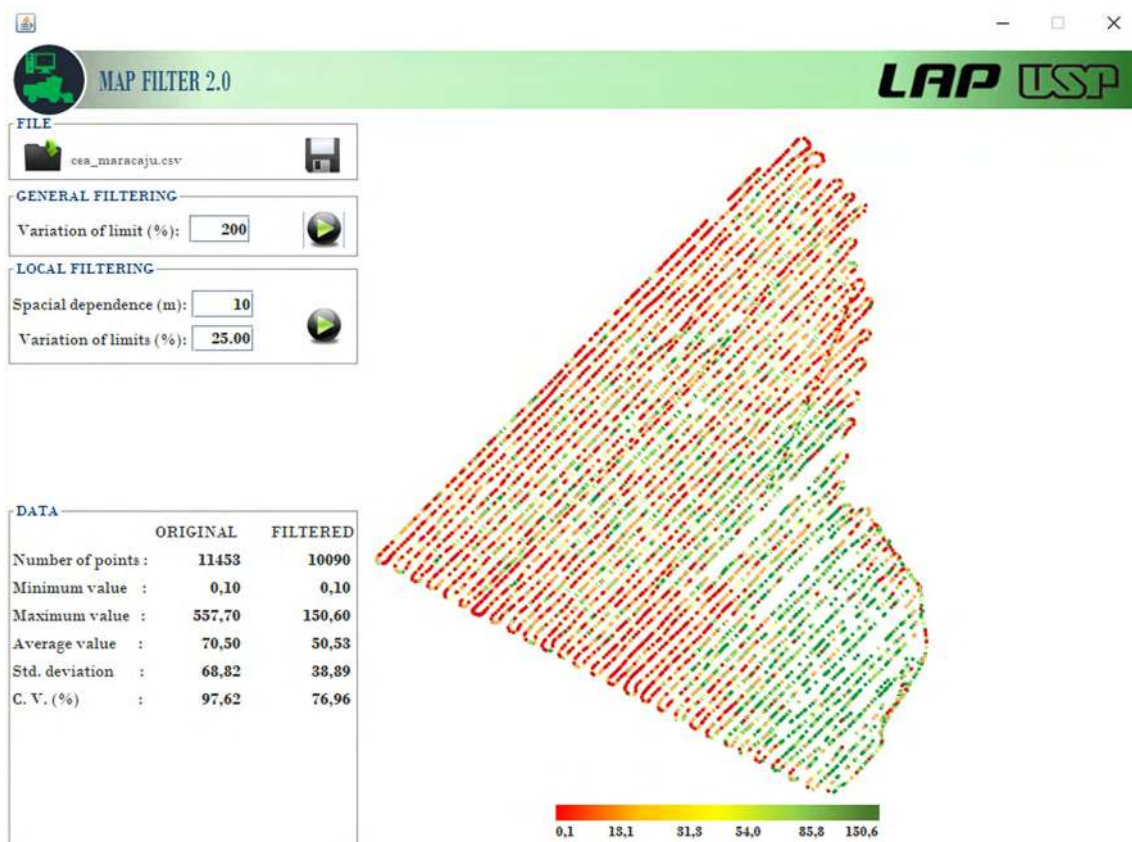 MAP FILTER 2.0
LAP USP
FILE
cea_maracaju.csv
GENERAL FILTERING
Variation of limit (%): 200
LOCAL FILTERING
Spacial dependence (m): 10
Variation of limits (%): 25.00
DATA
ORIGINAL FILTERED
Number of points : 11453 10090
Minimum value : 0,10 0,10
Maximum value : 557,70 150,60
Average value : 70,50 50,53
Std. deviation : 68,82 38,89
C. V. (%) : 97,62 76,96
0,1 13,1 31,3 54,0 85,3 150,6